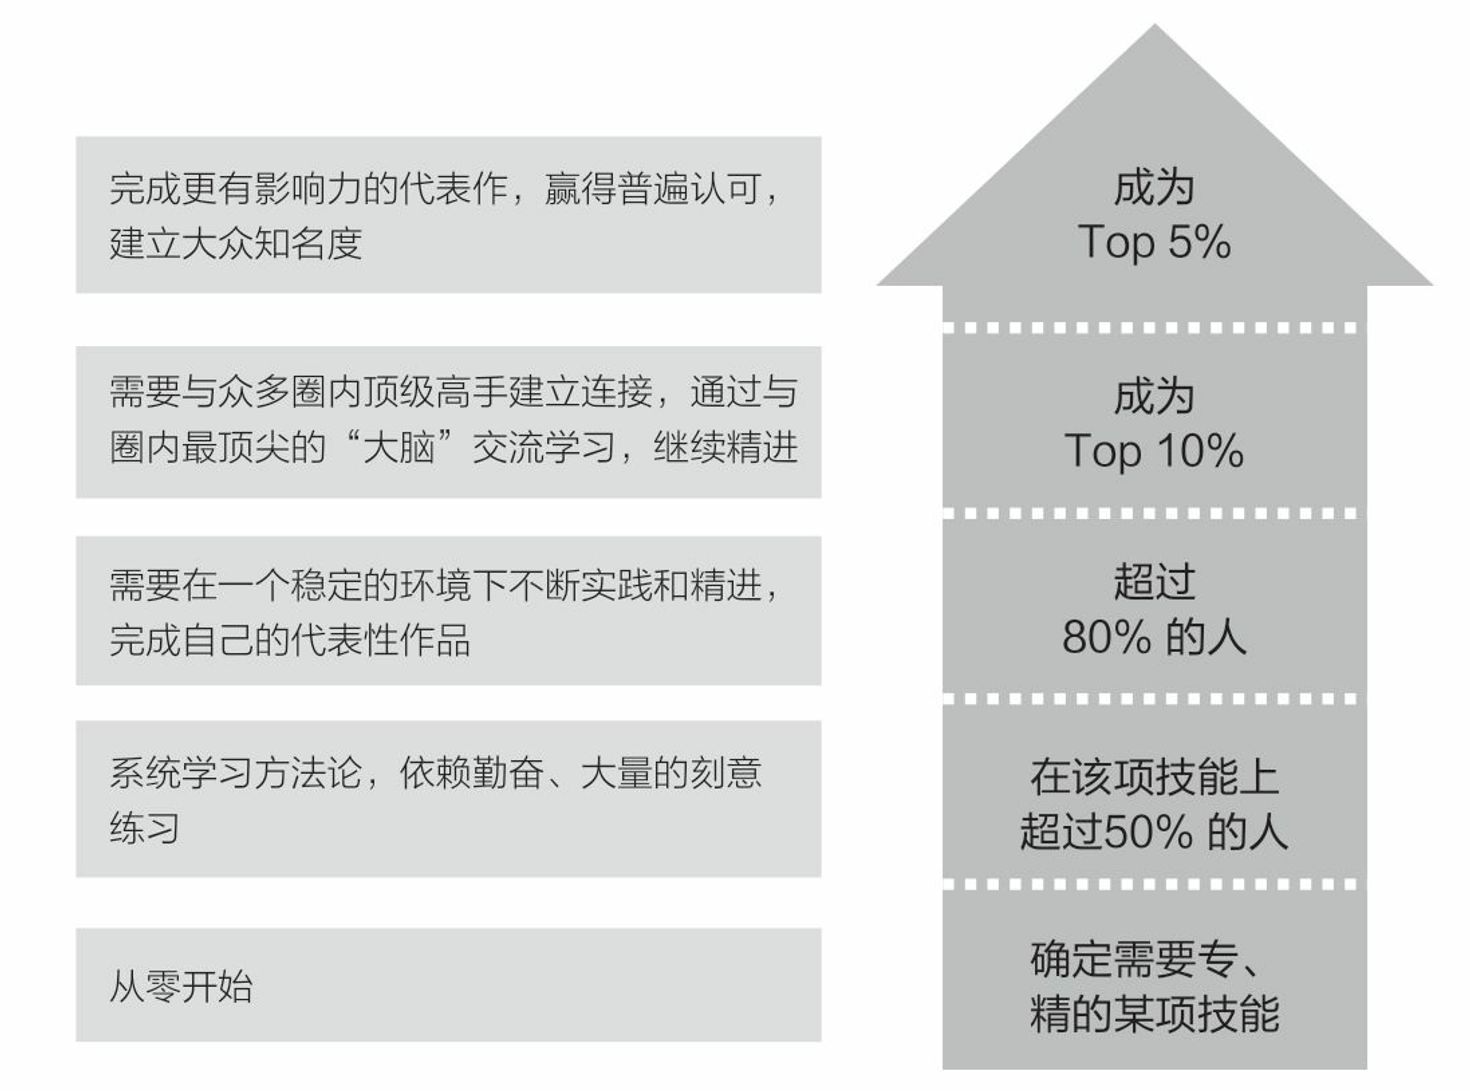 完成更有影响力的代表作，赢得普遍认可，
建立大众知名度
成为
Top 5%
需要与众多圈内顶级高手建立连接，通过与
圈内最顶尖的“大脑”交流学习，继续精进
成为
Top 10%
需要在一个稳定的环境下不断实践和精进，
完成自己的代表性作品
超过
80% 的人
系统学习方法论，依赖勤奋、大量的刻意
练习
在该项技能上
超过50% 的人
从零开始
确定需要专、
精的某项技能